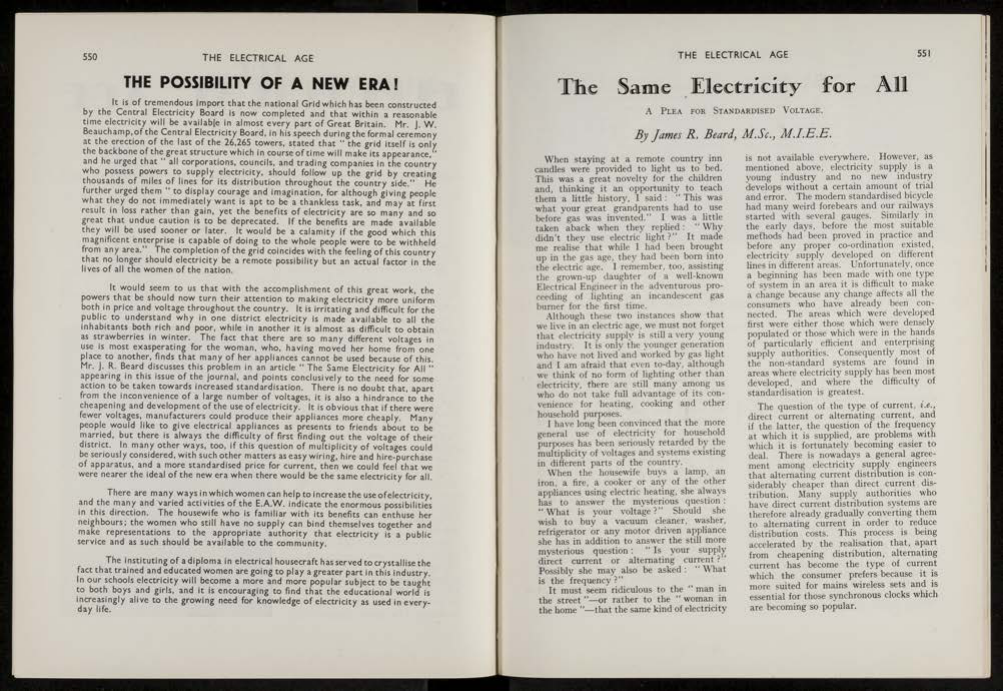 550
THE ELECTRICAL AGE
THE POSSIBILITY OF A NEW ERA!
It is of tremendous import that the national Grid which has been constructed
by the Central Electricity Board is now completed and that within a reasonable
time electricity will be available in almost every part of Great Britain. Mr. J. W.
Beauchamp, of the Central Electricity Board, in his speech during the formal ceremony
at the erection of the last of the 26,265 towers, stated that " the grid itself is only
the backbone of the great structure which in course of time will make its appearance,"
and he urged that " all corporations, councils, and trading companies in the country
who possess powers to supply electricity, should follow up the grid by creating
thousands of miles of lines for its distribution throughout the country side." He
further urged them " to display courage and imagination, for although giving people
what they do not immediately want is apt to be a thankless task, and may at first
result in loss rather than gain, yet the benefits of electricity are so many and so
great that undue caution is to be deprecated. If the benefits are made available
they will be used sooner or later. It would be a calamity if the good which this
magnificent enterprise is capable of doing to the whole people were to be withheld
from any area." The completion of the grid coincides with the feeling of this country
that no longer should electricity be a remote possibility but an actual factor in the
lives of all the women of the nation.
It would seem to us that with the accomplishment of this great work, the
powers that be should now turn their attention to making electricity more uniform
both in price and voltage throughout the country. It is irritating and difficult for the
public to understand why in one district electricity is made available to all the
inhabitants both rich and poor, while in another it is almost as difficult to obtain
as strawberries in winter. The fact that there are so many different voltages in
use is most exasperating for the woman, who, having moved her home from one
place to another, finds that many of her appliances cannot be used because of this.
Mr. J. R. Beard discusses this problem in an article " The Same Electricity for All "
appearing in this issue of the journal, and points conclusively to the need for some
action to be taken towards increased standardisation. There is no doubt that, apart
from the inconvenience of a large number of voltages, it is also a hindrance to the
cheapening and development of the use of electricity. It is obvious that if there were
fewer voltages, manufacturers could produce their appliances more cheaply. Many
people would like to give electrical appliances as presents to friends about to be
married, but there is always the difficulty of first finding out the voltage of their
district. In many other ways, too, if this question of multiplicity of voltages could
be seriously considered, with such other matters as easy wiring, hire and hire-purchase
of apparatus, and a more standardised price for current, then we could feel that we
were nearer the ideal of the new era when there would be the same electricity for all.
There are many ways in which women can help to increase the use of electricity,
and the many and varied activities of the E.A.W. indicate the enormous possibilities
in this direction. The housewife who is familiar with its benefits can enthuse her
neighbours; the women who still have no supply can bind themselves together and
make representations to the appropriate authority that electricity is a public
service and as such should be available to the community.
The instituting of a diploma in electrical housecraft has served to crystallise the
fact that trained and educated women are going to play a greater part in this industry.
In our schools electricity will become a more and more popular subject to be taught
to both boys and girls, and it is encouraging to find that the educational world is
increasingly alive to the growing need for knowledge of electricity as used in every-
day life.
THE ELECTRICAL AGE
551
The Same Electricity for All
A PLEA FOR STANDARDISED VOLTAGE.
By James R. Beard, M.Sc., M.I.E.E.
When staying at a remote country inn
candles were provided to light us to bed.
This was a great novelty for the children
and, thinking it an opportunity to teach
them a little history, I said : " This was
what your great grandparents had to use
before gas was invented." I was a little
taken aback when they replied : " Why
didn't they use electric light ?" It made
me realise that while I had been brought
up in the gas age, they had been born into
the electric age. I remember, too, assisting
the grown-up daughter of a well-known
Electrical Engineer in the adventurous pro-
ceeding of lighting an incandescent gas
burner for the first time.
Although these two instances show that
we live in an electric age, we must not forget
that electricity supply is still a very young
industry. It is only the younger generation
who have not lived and worked by gas light
and I am afraid that even to-day, although
we think of no form of lighting other than
electricity, there are still many among us
who do not take full advantage of its con-
venience for heating, cooking and other
household purposes.
I have long been convinced that the more
general use of electricity for household
purposes has been seriously retarded by the
multiplicity of voltages and systems existing
in different parts of the country.
When the housewife buys a lamp, an
iron, a fire, a cooker or any of the other
appliances using electric heating, she always
has to answer the mysterious question :
" What is your voltage ?" Should she
wish to buy a vacuum cleaner, washer,
refrigerator or any motor driven appliance
she has in addition to answer the still more
mysterious question : " Is your supply
direct current or alternating current ?"
Possibly she may also be asked : " What
is the frequency ?"
It must seem ridiculous to the " man in
the street "—or rather to the " woman in
the home "—that the same kind of electricity
is not available everywhere. However, as
mentioned above, electricity supply is a
young industry and no new industry
develops without a certain amount of trial
and error. The modern standardised bicycle
had many weird forbears and our railways
started with several gauges. Similarly in
the early days, before the most suitable
methods had been proved in practice and
before any proper co-ordination existed,
electricity supply developed on different
lines in different areas. Unfortunately, once
a beginning has been made with one type
of system in an area it is difficult to make
a change because any change affects all the
consumers who have already been con-
nected. The areas which were developed
first were either those which were densely
populated or those which were in the hands
of particularly efficient and enterprising
supply authorities. Consequently most of
the non-standard systems are found in
areas where electricity supply has been most
developed, and where the difficulty of
standardisation is greatest.
The question of the type of current, i.e.,
direct current or alternating current, and
if the latter, the question of the frequency
at which it is supplied, are problems with
which it is fortunately becoming easier to
deal. There is nowadays a general agree-
ment among electricity supply engineers
that alternating current distribution is con-
siderably cheaper than direct current dis-
tribution. Many supply authorities who
have direct current distribution systems are
therefore already gradually converting them
to alternating current in order to reduce
distribution costs. This process is being
accelerated by the realisation that, apart
from cheapening distribution, alternating
current has become the type of current
which the consumer prefers because it is
more suited for mains wireless sets and is
essential for those synchronous clocks which
are becoming so popular.